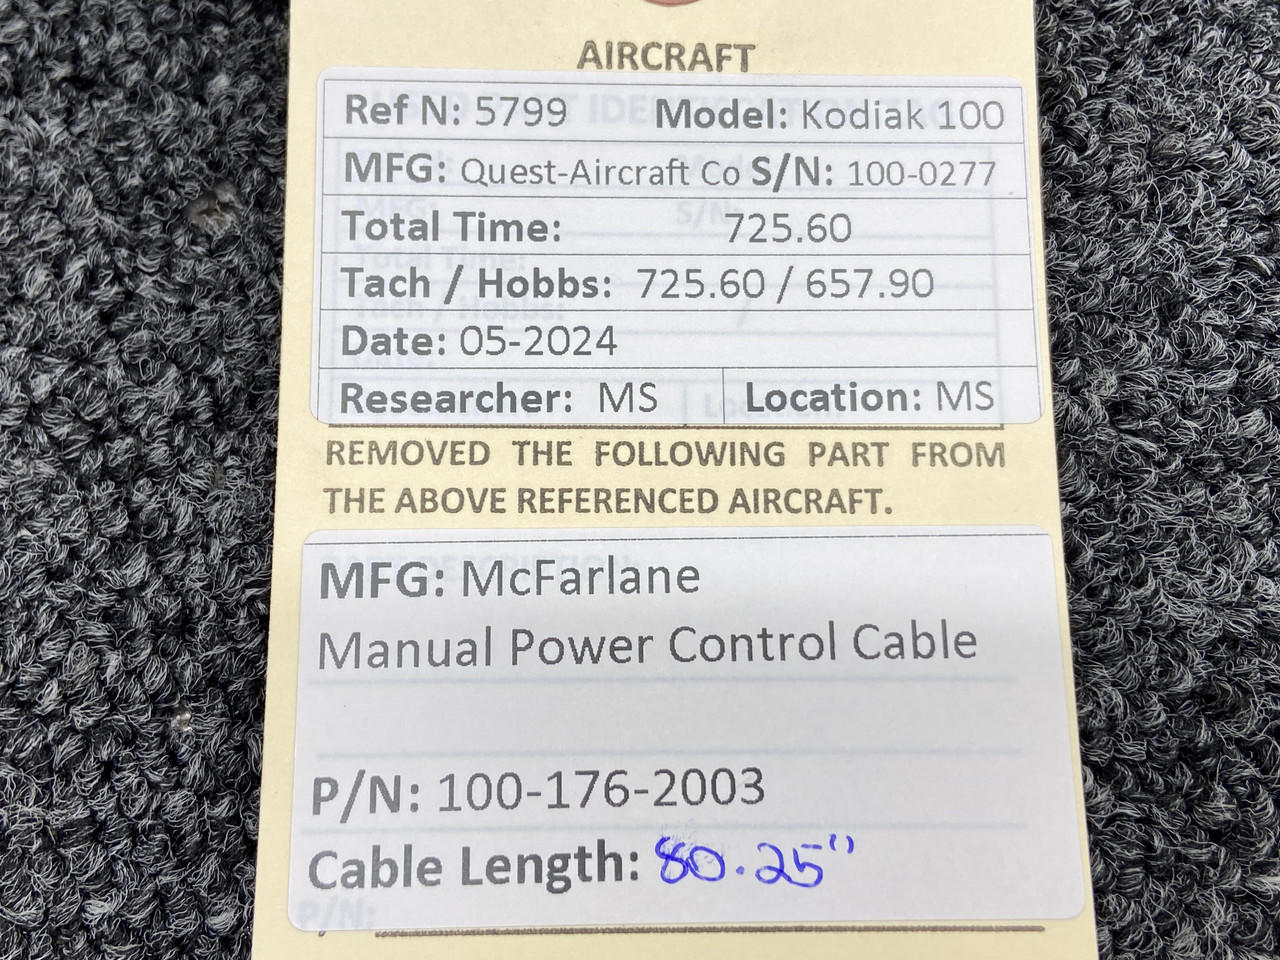 AIRCRAFT
Ref N: 5799 Model: Kodiak 100
MFG: Quest-Aircraft Co S/N: 100-0277
Total Time: 725.60
Tach / Hobbs: 725.60 / 657.90
Date: 05-2024
Researcher: MS Location: MS
REMOVED THE FOLLOWING PART FROM
THE ABOVE REFERENCED AIRCRAFT.
MFG: McFarlane
Manual Power Control Cable
P/N: 100-176-2003
Cable Length: 80.25"
P/N: